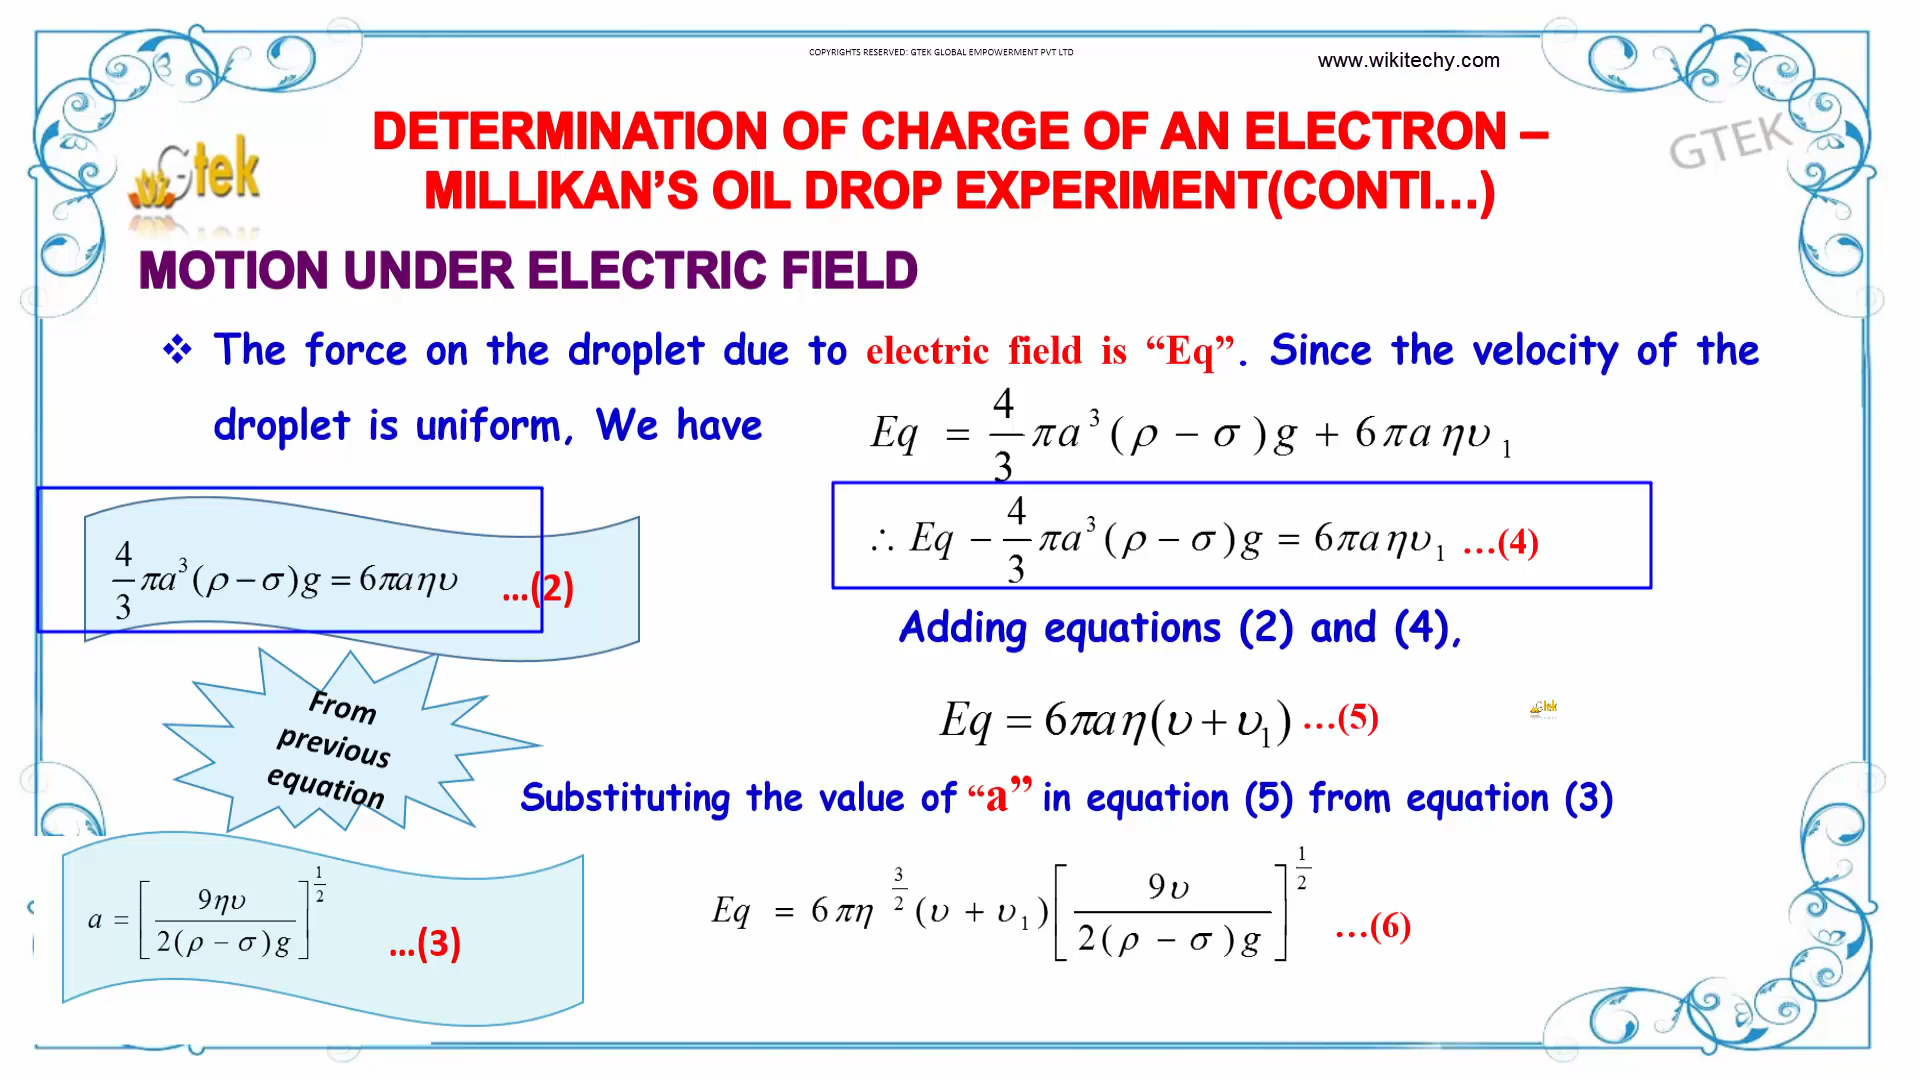 COPYRIGHTS RESERVED: GTEK GLOBAL EMPOWERMENT PVT LTD
www.wikitechy.com
DETERMINATION OF CHARGE OF AN ELECTRON –
MILLIKAN’S OIL DROP EXPERIMENT(CONTI...)
GTEK
Gtek
MOTION UNDER ELECTRIC FIELD
❖ The force on the droplet due to electric field is “Eq”. Since the velocity of the
droplet is uniform, We have
Eq = 4/3 πa³(ρ − σ)g + 6πaηυ₁
∴ Eq − 4/3 πa³(ρ − σ)g = 6πaηυ₁ ...(4)
4/3 πa³(ρ − σ)g = 6πaηυ ...(2)
Adding equations (2) and (4),
From
previous
equation
Eq = 6πaη(υ + υ₁) ...(5)
Gtek
Substituting the value of “a” in equation (5) from equation (3)
a = [9ηυ / 2(ρ − σ)g]^(1/2) ...(3)
Eq = 6πη^(3/2) (υ + υ₁)[9υ / 2(ρ − σ)g]^(1/2) ...(6)